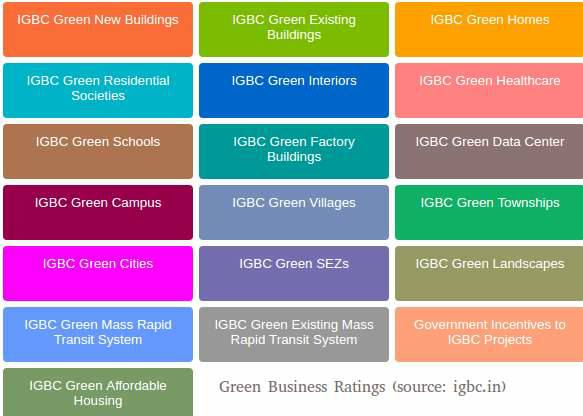 IGBC Green New Buildings
IGBC Green Existing
Buildings
IGBC Green Homes
IGBC Green Residential
Societies
IGBC Green Interiors
IGBC Green Healthcare
IGBC Green Schools
IGBC Green Factory
Buildings
IGBC Green Data Center
IGBC Green Campus
IGBC Green Villages
IGBC Green Townships
IGBC Green Cities
IGBC Green SEZs
IGBC Green Landscapes
IGBC Green Mass Rapid
Transit System
IGBC Green Existing Mass
Rapid Transit System
Government Incentives to
IGBC Projects
IGBC Green Affordable
Housing
Green Business Ratings (source: igbc.in)